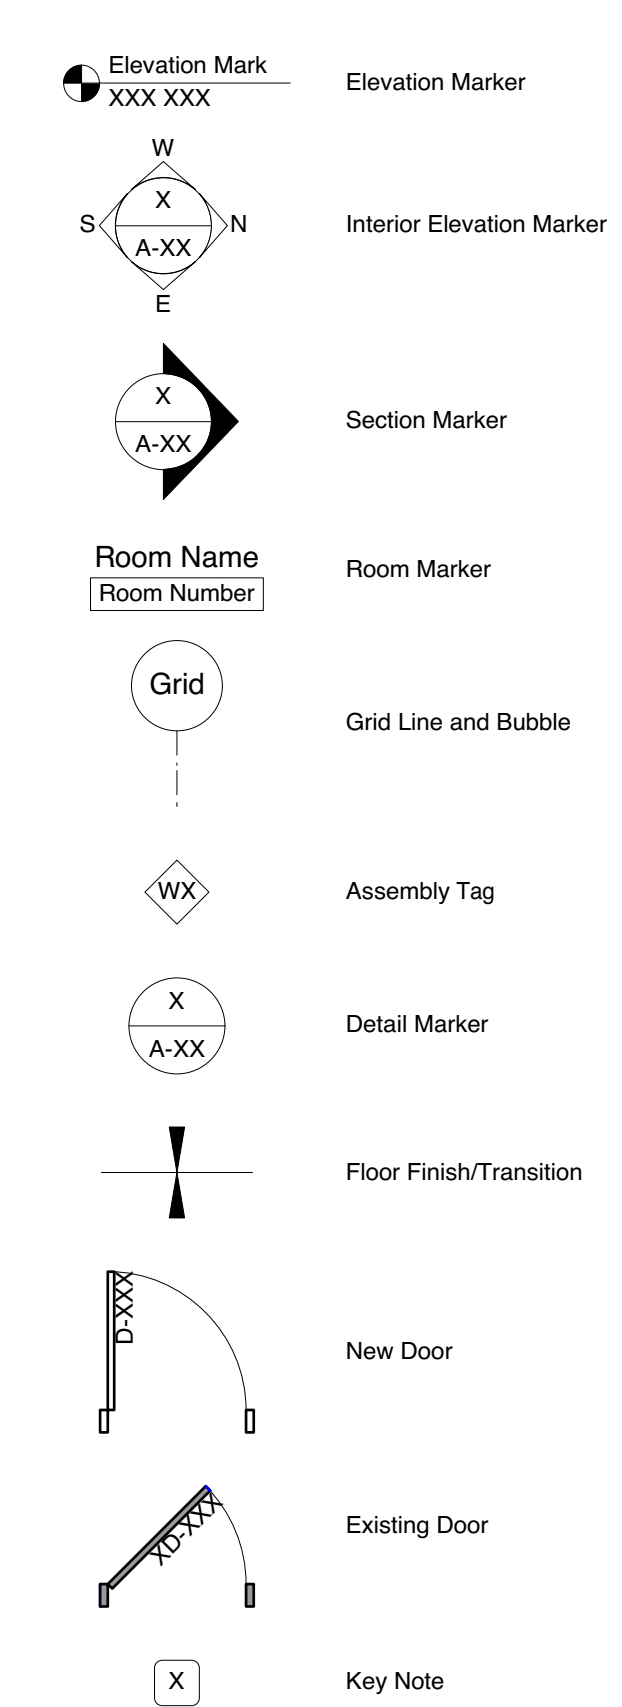 Elevation Mark
XXX XXX
Elevation Marker
W
X
S
N
A-XX
E
Interior Elevation Marker
X
A-XX
Section Marker
Room Name
Room Number
Room Marker
Grid
Grid Line and Bubble
WX
Assembly Tag
X
A-XX
Detail Marker
Floor Finish/Transition
D-XXX
New Door
XD-XXX
Existing Door
X
Key Note